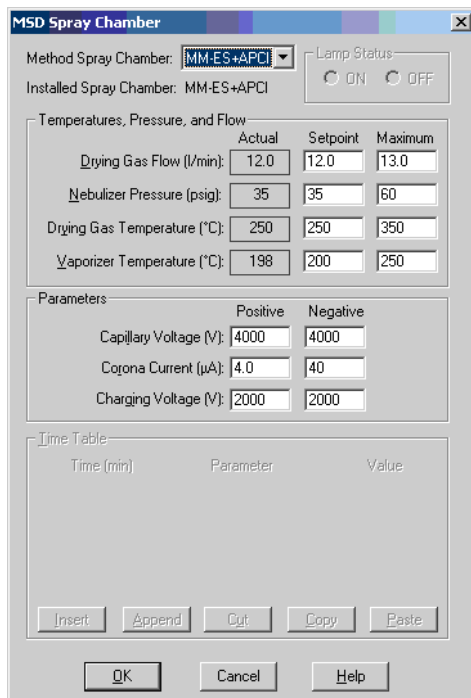 MSD Spray Chamber
Method Spray Chamber: MM-ES+APCI
Lamp Status
ON OFF
Installed Spray Chamber: MM-ES+APCI
Temperatures, Pressure, and Flow
Actual Setpoint Maximum
Drying Gas Flow (l/min): 12.0 12.0 13.0
Nebulizer Pressure (psig): 35 35 60
Drying Gas Temperature (°C): 250 250 350
Vaporizer Temperature (°C): 198 200 250
Parameters
Positive Negative
Capillary Voltage (V): 4000 4000
Corona Current (µA): 4.0 40
Charging Voltage (V): 2000 2000
Time Table
Time (min) Parameter Value
Insert Append Cut Copy Paste
OK Cancel Help